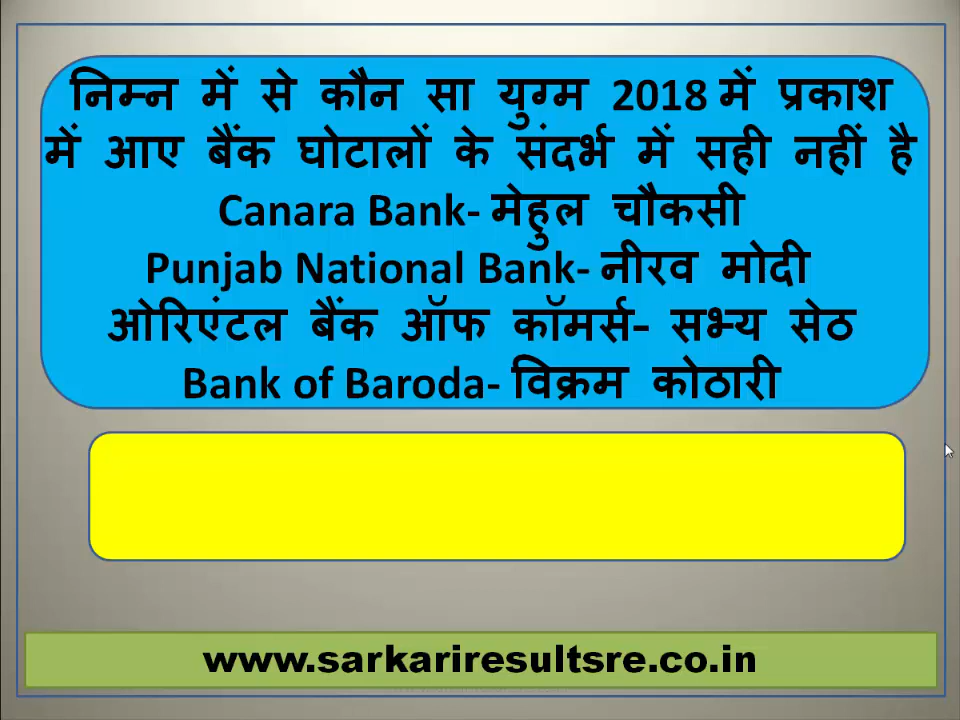 निम्न में से कौन सा युग्म 2018 में प्रकाश
में आए बैंक घोटालों के संदर्भ में सही नहीं है
Canara Bank- मेहुल चौकसी
Punjab National Bank- नीरव मोदी
ओरिएंटल बैंक ऑफ कॉमर्स- सभ्य सेठ
Bank of Baroda- विक्रम कोठारी
www.sarkariresultsre.co.in